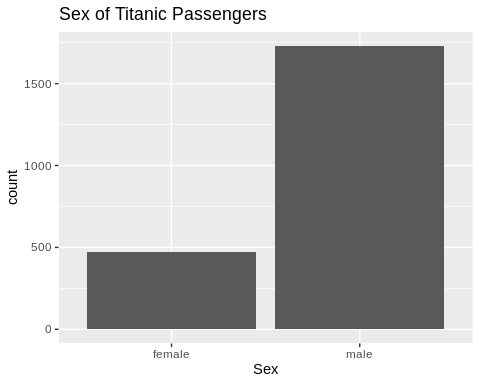 Sex of Titanic Passengers
1500
1000
500
0
count
female male
Sex